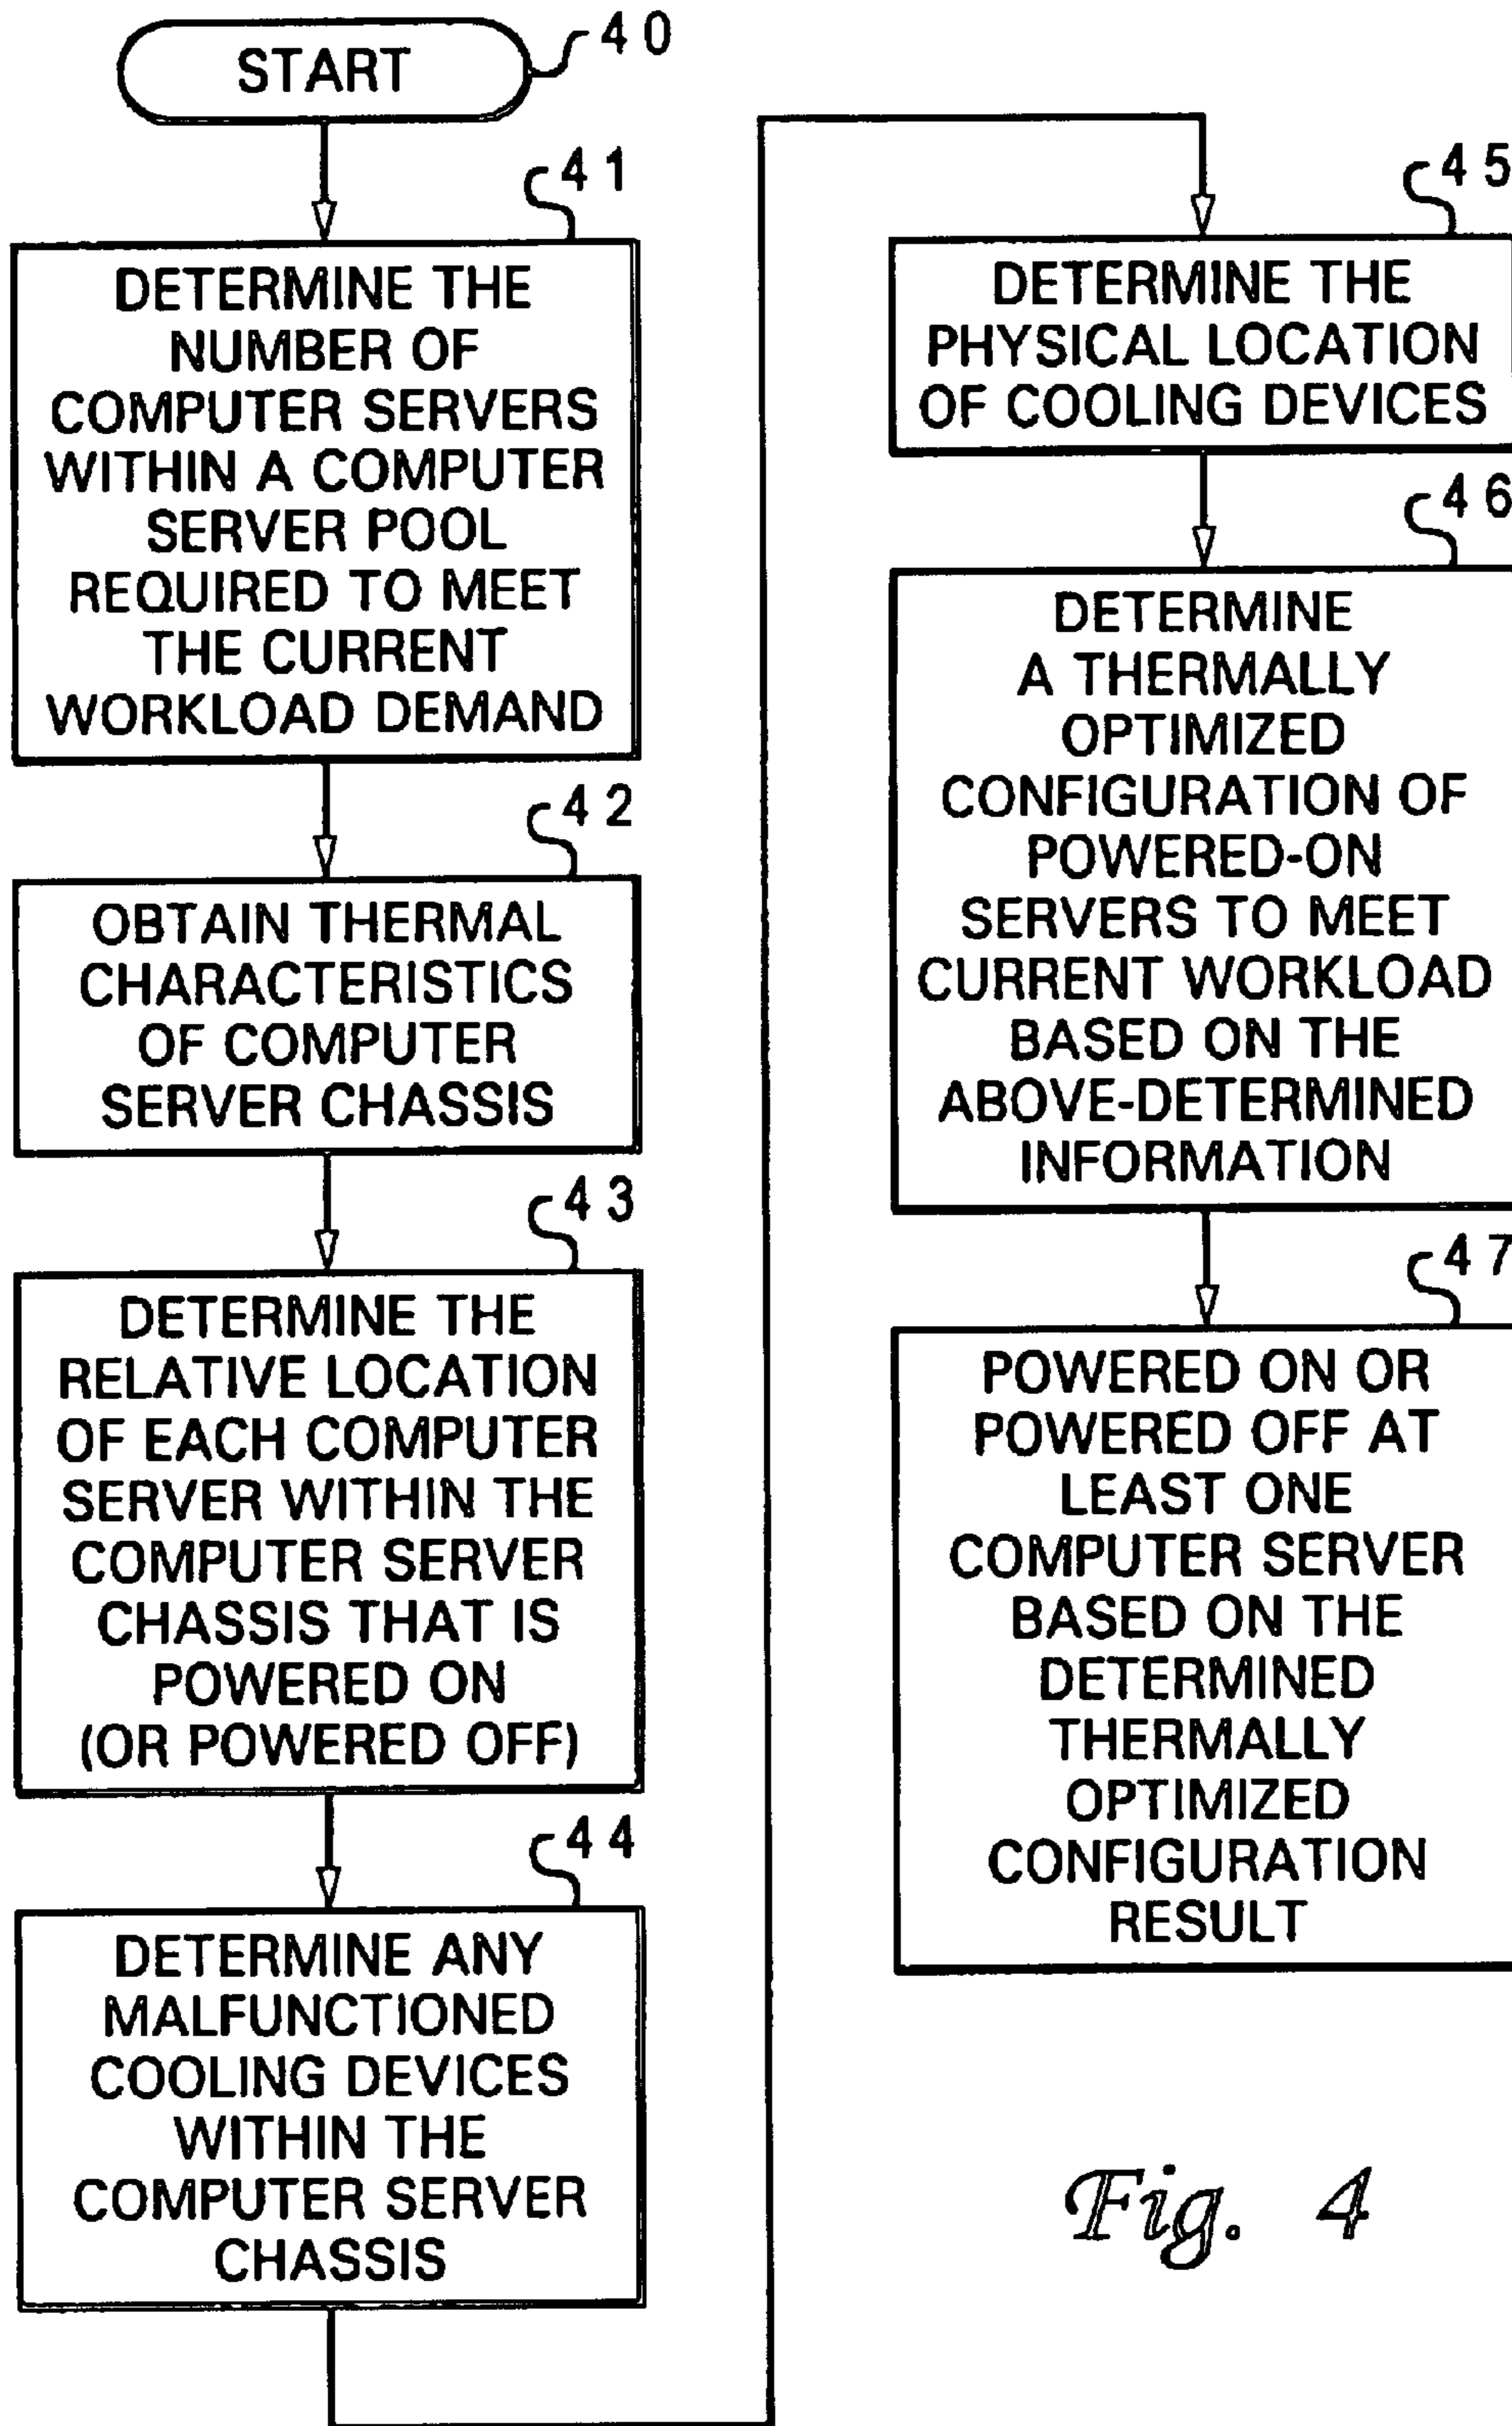 START
40
41
DETERMINE THE
NUMBER OF
COMPUTER SERVERS
WITHIN A COMPUTER
SERVER POOL
REQUIRED TO MEET
THE CURRENT
WORKLOAD DEMAND
42
OBTAIN THERMAL
CHARACTERISTICS
OF COMPUTER
SERVER CHASSIS
43
DETERMINE THE
RELATIVE LOCATION
OF EACH COMPUTER
SERVER WITHIN THE
COMPUTER SERVER
CHASSIS THAT IS
POWERED ON
(OR POWERED OFF)
44
DETERMINE ANY
MALFUNCTIONED
COOLING DEVICES
WITHIN THE
COMPUTER SERVER
CHASSIS
45
DETERMINE THE
PHYSICAL LOCATION
OF COOLING DEVICES
46
DETERMINE
A THERMALLY
OPTIMIZED
CONFIGURATION OF
POWERED-ON
SERVERS TO MEET
CURRENT WORKLOAD
BASED ON THE
ABOVE-DETERMINED
INFORMATION
47
POWERED ON OR
POWERED OFF AT
LEAST ONE
COMPUTER SERVER
BASED ON THE
DETERMINED
THERMALLY
OPTIMIZED
CONFIGURATION
RESULT
Fig. 4